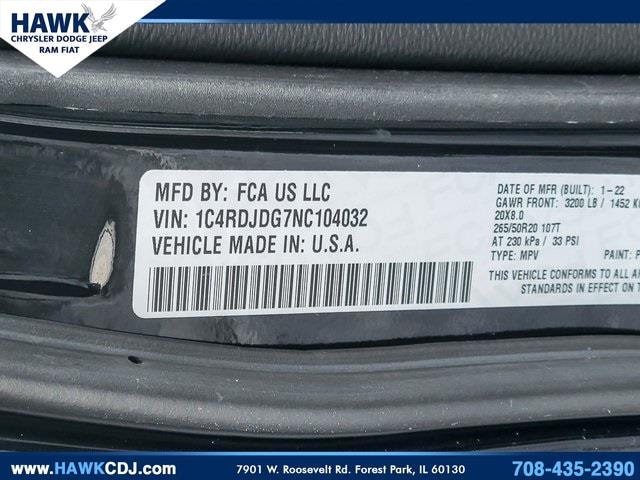 HAWK
CHRYSLER DODGE JEEP
RAM FIAT
MFD BY: FCA US LLC
VIN: 1C4RDJDG7NC104032
VEHICLE MADE IN: U.S.A.
DATE OF MFR (BUILT): 1-22
GAWR FRONT: 3200 LB / 1452 K
20X8.0
265/50R20 107T
AT 230 kPa / 33 PSI
TYPE: MPV PAINT: P
THIS VEHICLE CONFORMS TO ALL A
STANDARDS IN EFFECT ON T
www.HAWKCDJ.com 7901 W. Roosevelt Rd. Forest Park, IL 60130 708-435-2390